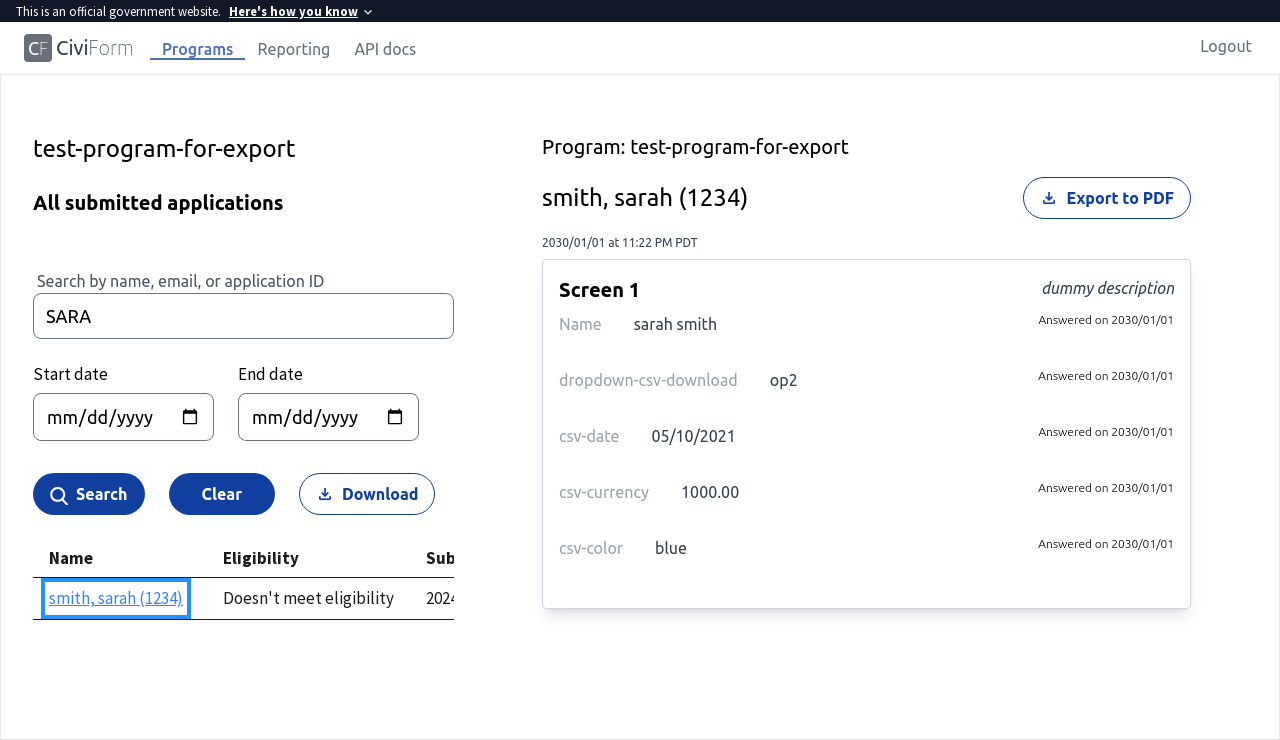 This is an official government website. Here's how you know
CF CiviForm Programs Reporting API docs Logout
test-program-for-export
All submitted applications
Search by name, email, or application ID
SARA
Start date End date
mm/dd/yyyy mm/dd/yyyy
Search Clear Download
Name Eligibility Sub
smith, sarah (1234) Doesn't meet eligibility 2024
Program: test-program-for-export
smith, sarah (1234) Export to PDF
2030/01/01 at 11:22 PM PDT
Screen 1 dummy description
Name sarah smith Answered on 2030/01/01
dropdown-csv-download op2 Answered on 2030/01/01
csv-date 05/10/2021 Answered on 2030/01/01
csv-currency 1000.00 Answered on 2030/01/01
csv-color blue Answered on 2030/01/01